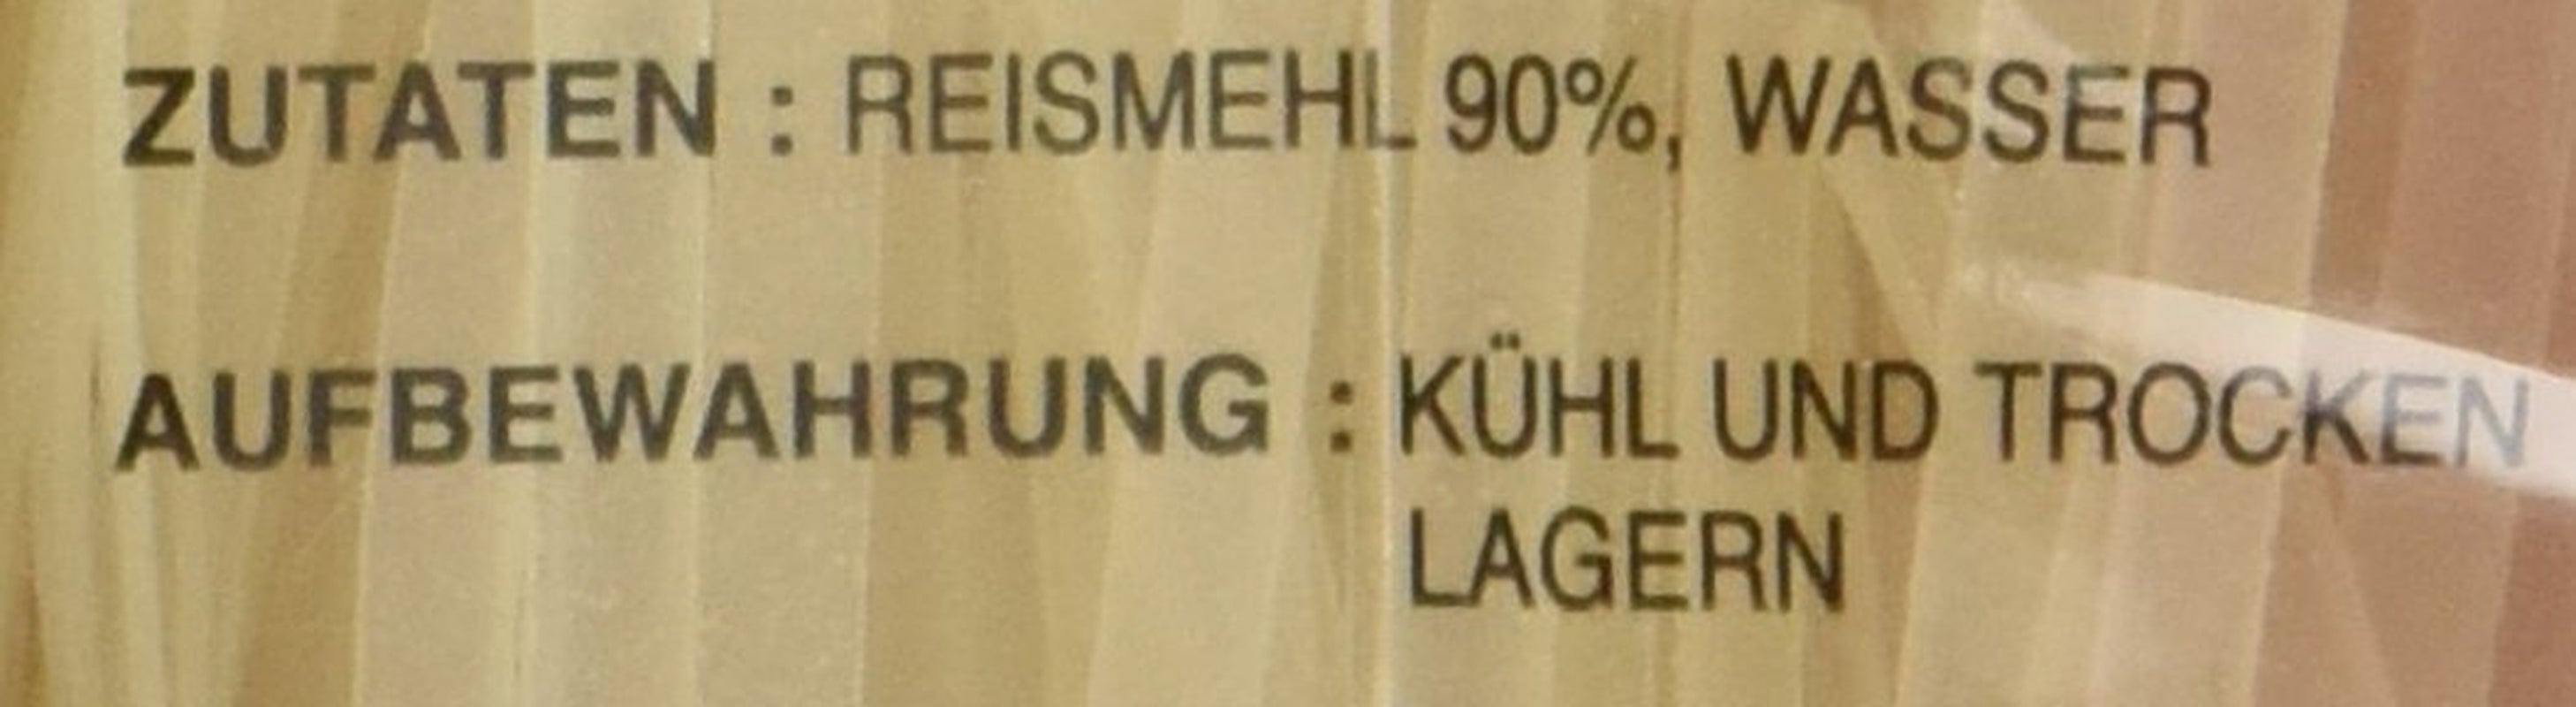 ZUTATEN : REISMEHL 90%, WASSER
AUFBEWAHRUNG : KÜHL UND TROCKEN
LAGERN